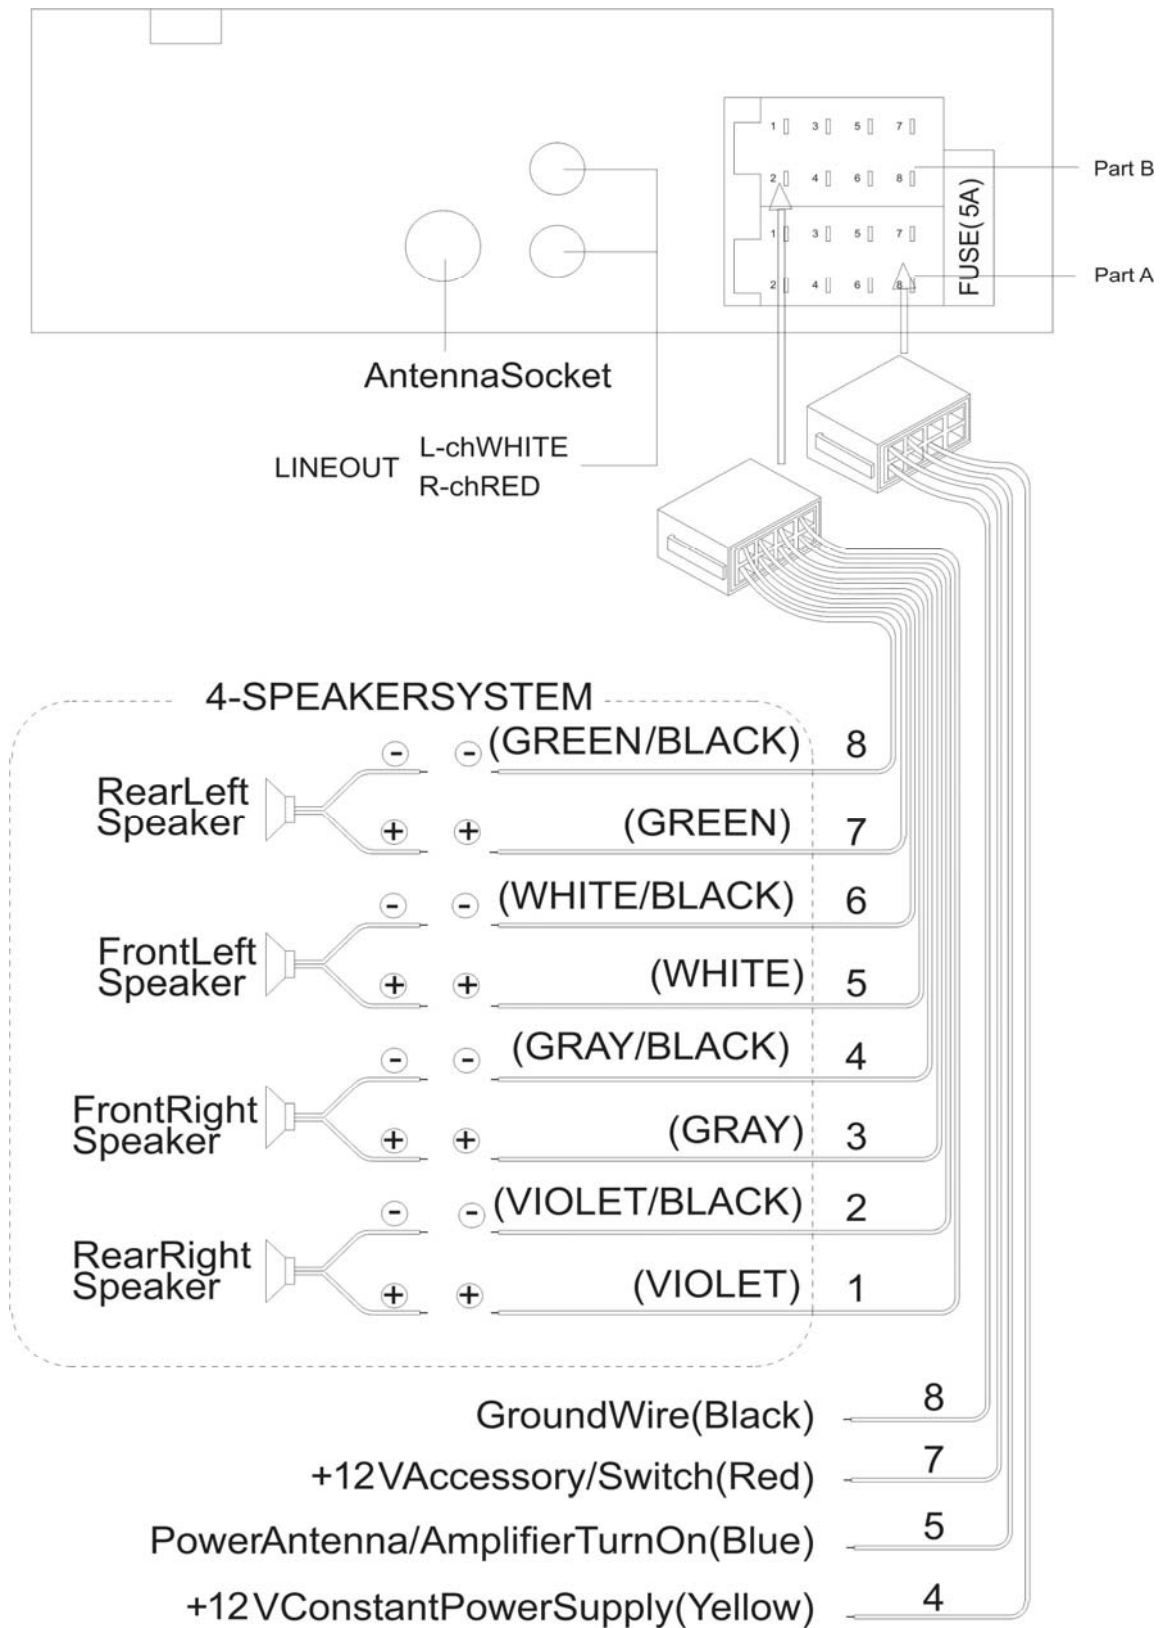 1 3 5 7
Part B
2 4 6 8
FUSE(5A)
1 3 5 7
2 4 6 8
Part A
AntennaSocket
L-chWHITE
LINEOUT
R-chRED
4-SPEAKERSYSTEM
- - (GREEN/BLACK) 8
RearLeft
Speaker
+ + (GREEN) 7
- - (WHITE/BLACK) 6
FrontLeft
Speaker
+ + (WHITE) 5
- - (GRAY/BLACK) 4
FrontRight
Speaker
+ + (GRAY) 3
- - (VIOLET/BLACK) 2
RearRight
Speaker
+ + (VIOLET) 1
GroundWire(Black) 8
+12VAccessory/Switch(Red) 7
PowerAntenna/AmplifierTurnOn(Blue) 5
+12VConstantPowerSupply(Yellow) 4